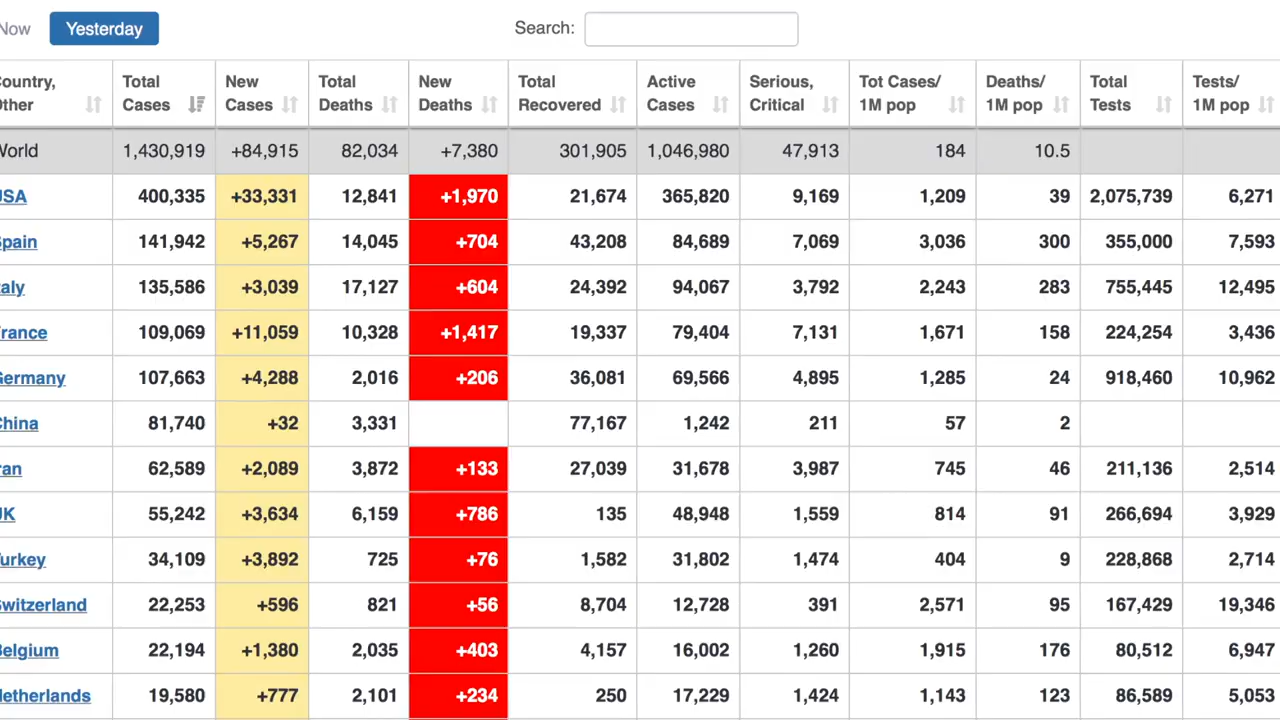 Now Yesterday Search:
Country, Total New Total New Total Active Serious, Tot Cases/ Deaths/ Total Tests/
Other Cases Cases Deaths Deaths Recovered Cases Critical 1M pop 1M pop Tests 1M pop
World 1,430,919 +84,915 82,034 +7,380 301,905 1,046,980 47,913 184 10.5
USA 400,335 +33,331 12,841 +1,970 21,674 365,820 9,169 1,209 39 2,075,739 6,271
Spain 141,942 +5,267 14,045 +704 43,208 84,689 7,069 3,036 300 355,000 7,593
Italy 135,586 +3,039 17,127 +604 24,392 94,067 3,792 2,243 283 755,445 12,495
France 109,069 +11,059 10,328 +1,417 19,337 79,404 7,131 1,671 158 224,254 3,436
Germany 107,663 +4,288 2,016 +206 36,081 69,566 4,895 1,285 24 918,460 10,962
China 81,740 +32 3,331 77,167 1,242 211 57 2
Iran 62,589 +2,089 3,872 +133 27,039 31,678 3,987 745 46 211,136 2,514
UK 55,242 +3,634 6,159 +786 135 48,948 1,559 814 91 266,694 3,929
Turkey 34,109 +3,892 725 +76 1,582 31,802 1,474 404 9 228,868 2,714
Switzerland 22,253 +596 821 +56 8,704 12,728 391 2,571 95 167,429 19,346
Belgium 22,194 +1,380 2,035 +403 4,157 16,002 1,260 1,915 176 80,512 6,947
Netherlands 19,580 +777 2,101 +234 250 17,229 1,424 1,143 123 86,589 5,053